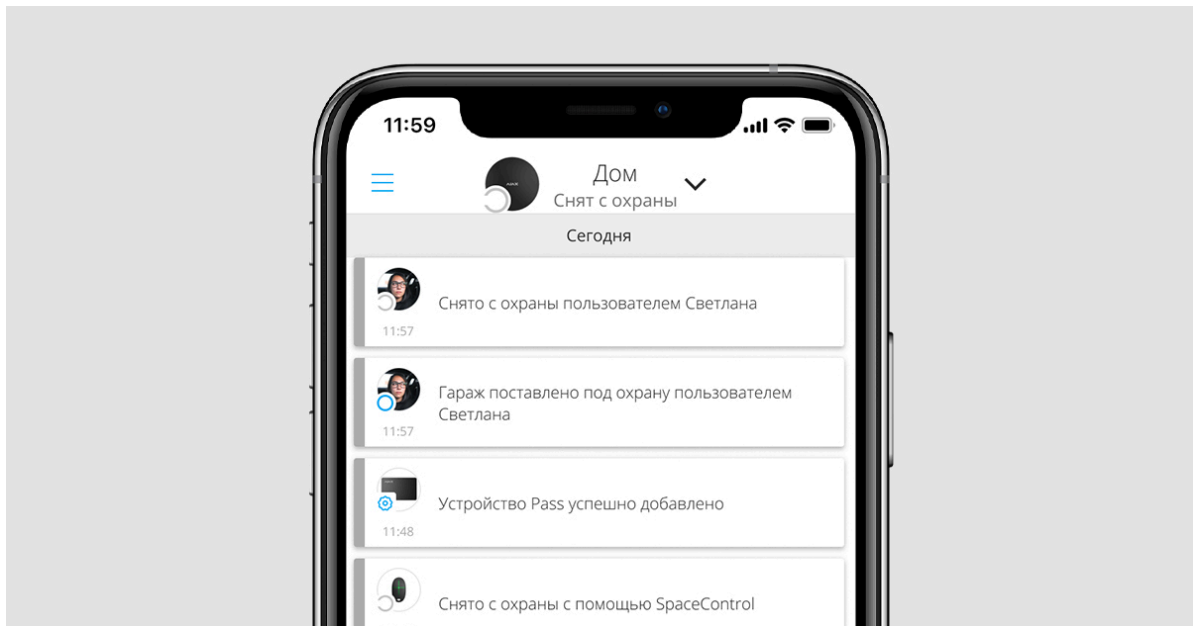 11:59
Дом
Снят с охраны
Сегодня
Снято с охраны пользователем Светлана
11:57
Гараж поставлено под охрану пользователем
Светлана
11:57
Устройство Pass успешно добавлено
11:48
Снято с охраны с помощью SpaceControl